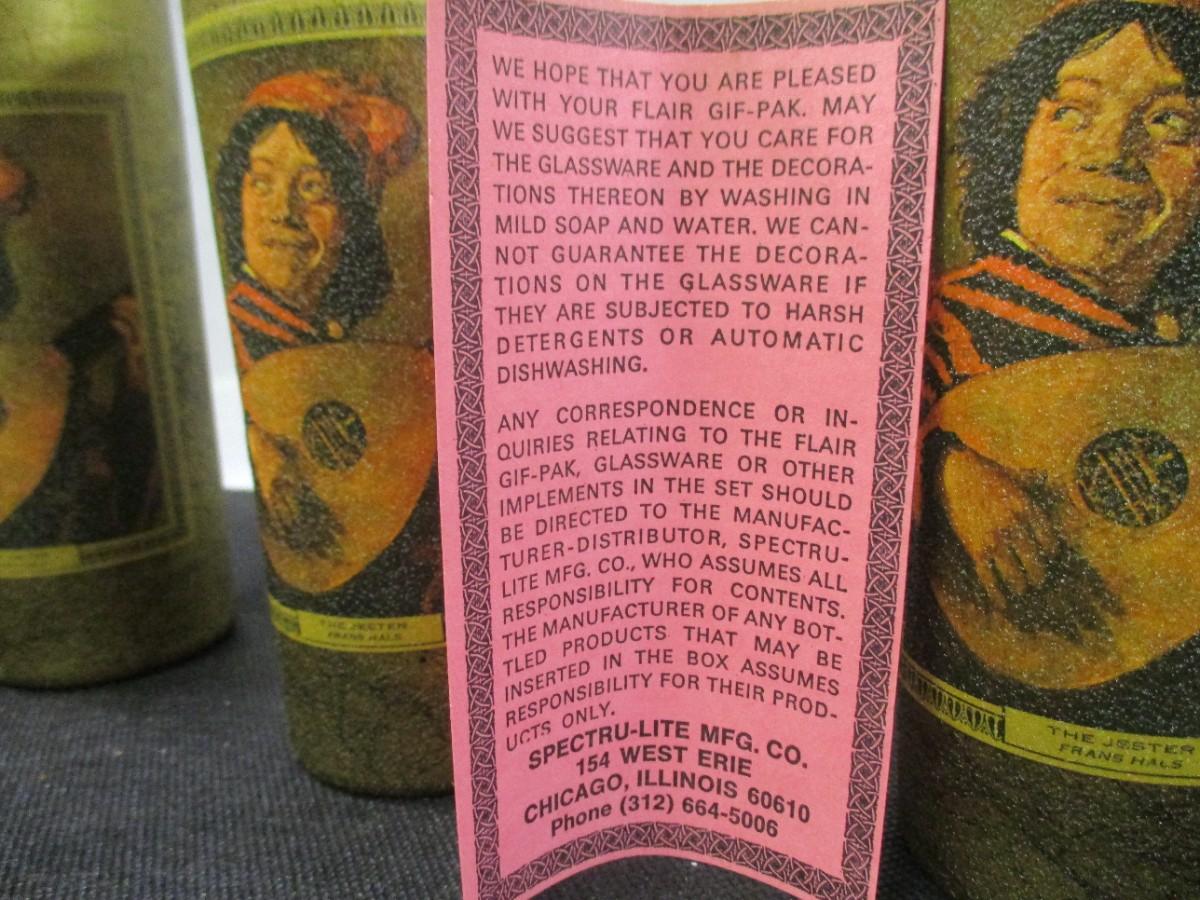 WE HOPE THAT YOU ARE PLEASED
WITH YOUR FLAIR GIF-PAK. MAY
WE SUGGEST THAT YOU CARE FOR
THE GLASSWARE AND THE DECORA-
TIONS THEREON BY WASHING IN
MILD SOAP AND WATER. WE CAN-
NOT GUARANTEE THE DECORA-
TIONS ON THE GLASSWARE IF
THEY ARE SUBJECTED TO HARSH
DETERGENTS OR AUTOMATIC
DISHWASHING.
ANY CORRESPONDENCE OR IN-
QUIRIES RELATING TO THE FLAIR
GIF-PAK, GLASSWARE OR OTHER
IMPLEMENTS IN THE SET SHOULD
BE DIRECTED TO THE MANUFAC-
TURER-DISTRIBUTOR, SPECTRU-
LITE MFG. CO., WHO ASSUMES ALL
RESPONSIBILITY FOR CONTENTS.
THE MANUFACTURER OF ANY BOT-
TLED PRODUCTS THAT MAY BE
INSERTED IN THE BOX ASSUMES
RESPONSIBILITY FOR THEIR PROD-
UCTS ONLY.
SPECTRU-LITE MFG. CO.
154 WEST ERIE
CHICAGO, ILLINOIS 60610
Phone (312) 664-5006
THE JESTER
FRANS HALS
THE JESTER
FRANS HALS